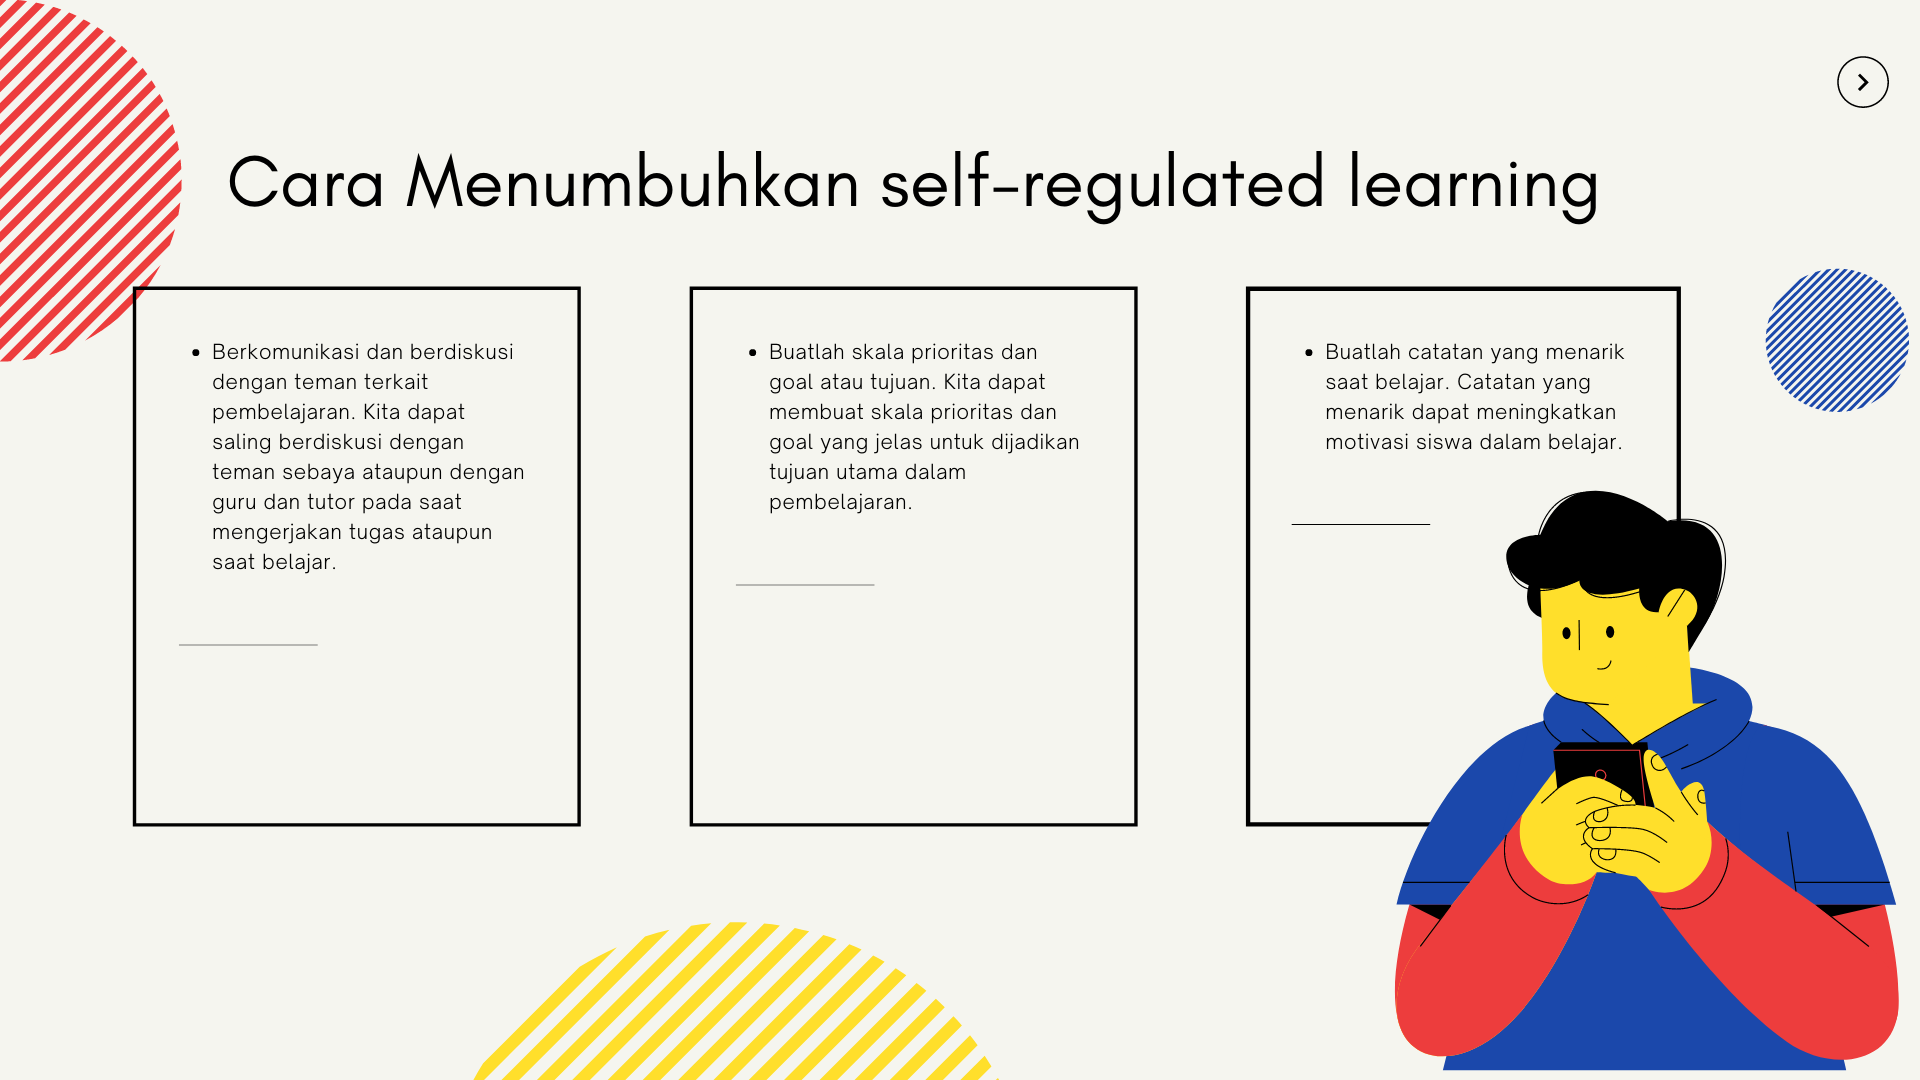 Cara Menumbuhkan self-regulated learning
• Berkomunikasi dan berdiskusi
dengan teman terkait
pembelajaran. Kita dapat
saling berdiskusi dengan
teman sebaya ataupun dengan
guru dan tutor pada saat
mengerjakan tugas ataupun
saat belajar.
• Buatlah skala prioritas dan
goal atau tujuan. Kita dapat
membuat skala prioritas dan
goal yang jelas untuk dijadikan
tujuan utama dalam
pembelajaran.
• Buatlah catatan yang menarik
saat belajar. Catatan yang
menarik dapat meningkatkan
motivasi siswa dalam belajar.